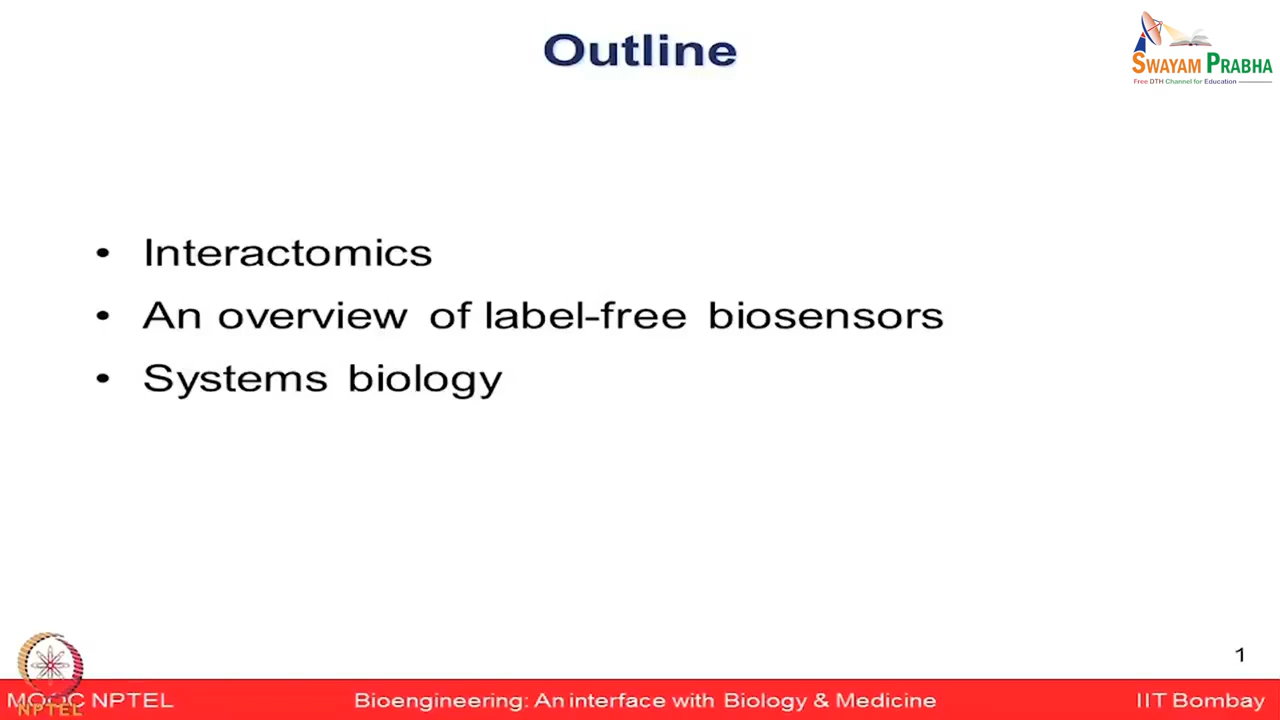 Outline
SWAYAM PRABHA
Free DTH Channel for Education
• Interactomics
• An overview of label-free biosensors
• Systems biology
1
MOOC NPTEL
Bioengineering: An interface with Biology & Medicine
IIT Bombay
NPTEL